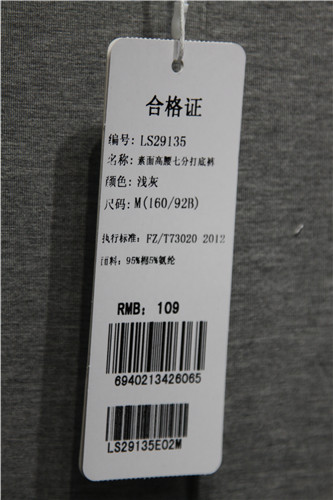 合格证
编号: LS29135
名称: 素面高腰七分打底裤
颜色: 浅灰
尺码: M(160/92B)
执行标准: FZ/T73020 2012
面料: 95%棉5%氨纶
RMB: 109
6940213426065
LS29135E02M